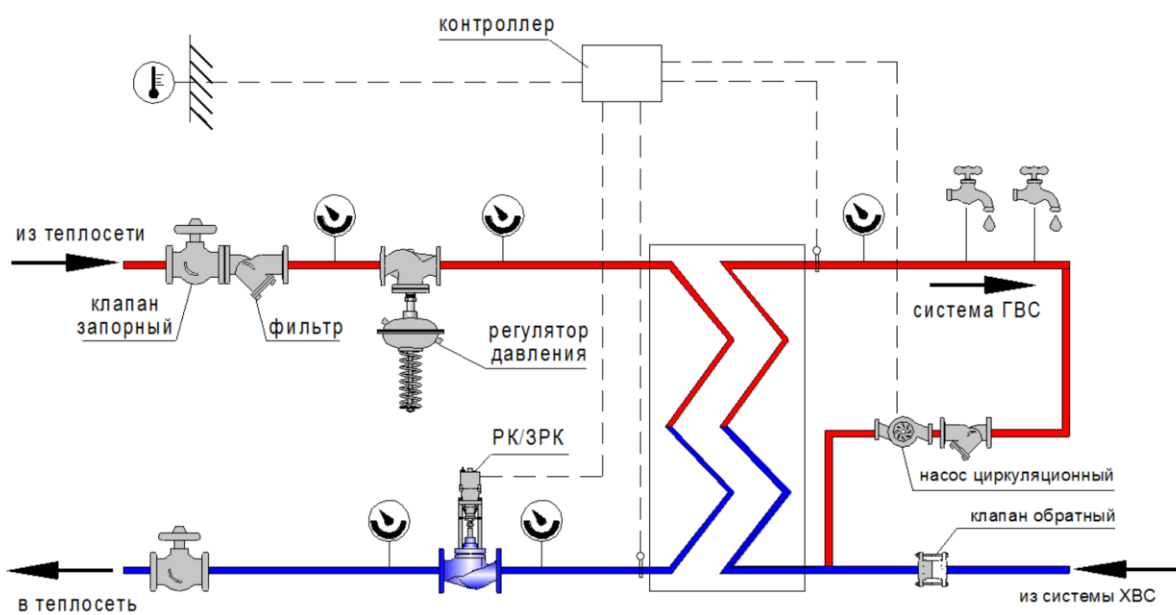 контроллер
из теплосети
клапан
запорный
фильтр
регулятор
давления
система ГВС
РК/ЗРК
насос циркуляционный
клапан обратный
в теплосеть
из системы ХВС